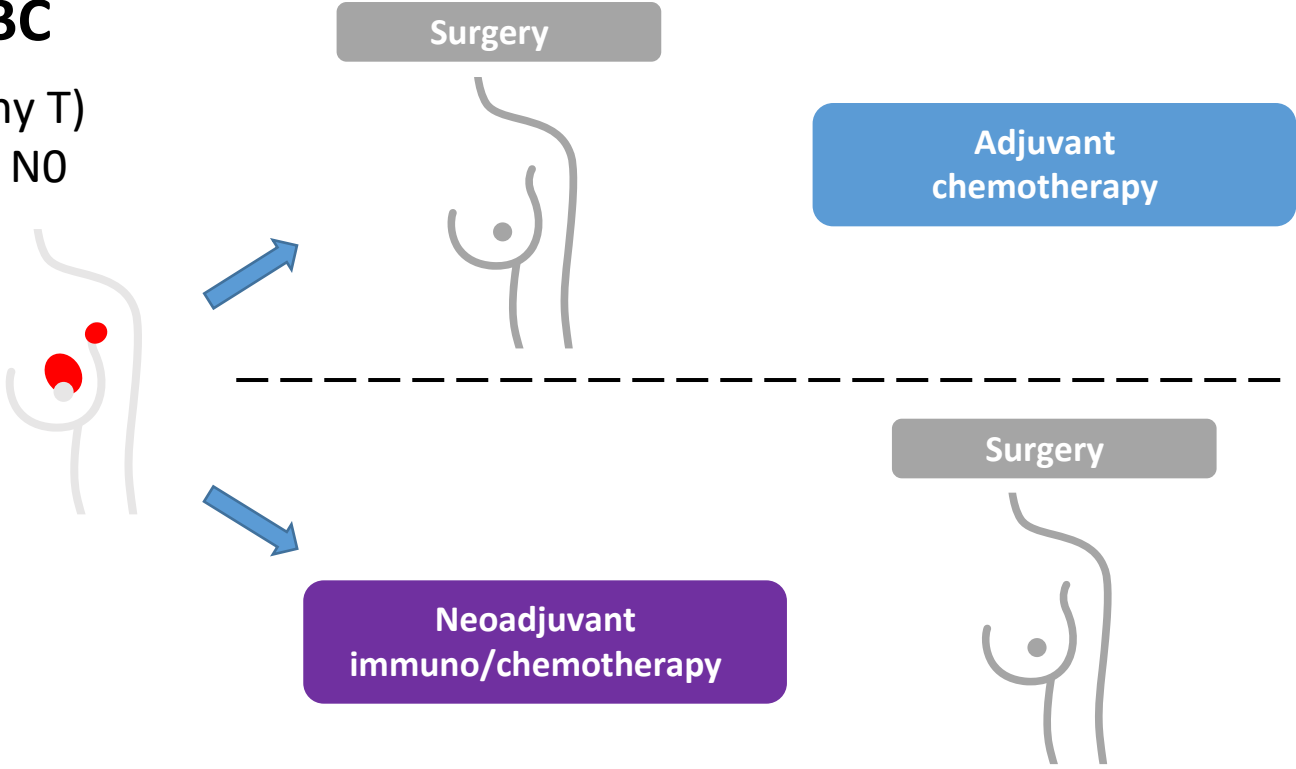 BC
ny T)
N0
Surgery
Adjuvant
chemotherapy
Surgery
Neoadjuvant
immuno/chemotherapy